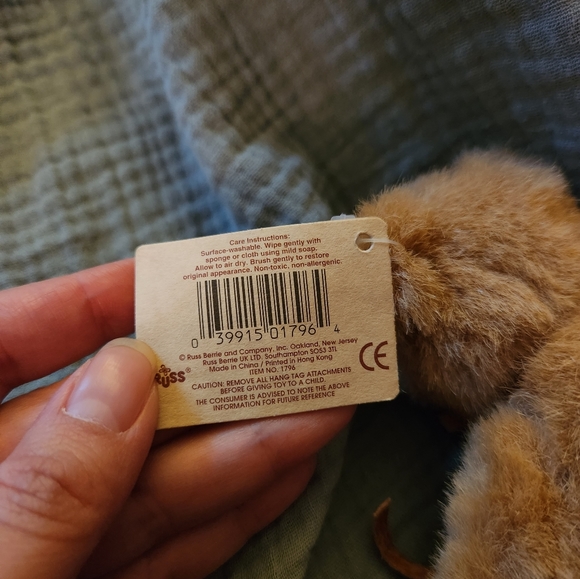 Care Instructions:
Surface-washable. Wipe gently with
sponge or cloth using mild soap.
Allow to air dry. Brush gently to restore
original appearance. Non-toxic, non-allergenic.
0 39915 01796 4
© Russ Berrie and Company, Inc. Oakland, New Jersey
Russ Berrie UK LTD. Southampton SO53 3TI
Made in China / Printed in Hong Kong
ITEM NO. 1796
CE
RUSS®
CAUTION: REMOVE ALL HANG TAG ATTACHMENTS
BEFORE GIVING TOY TO A CHILD.
THE CONSUMER IS ADVISED TO NOTE THE ABOVE
INFORMATION FOR FUTURE REFERENCE